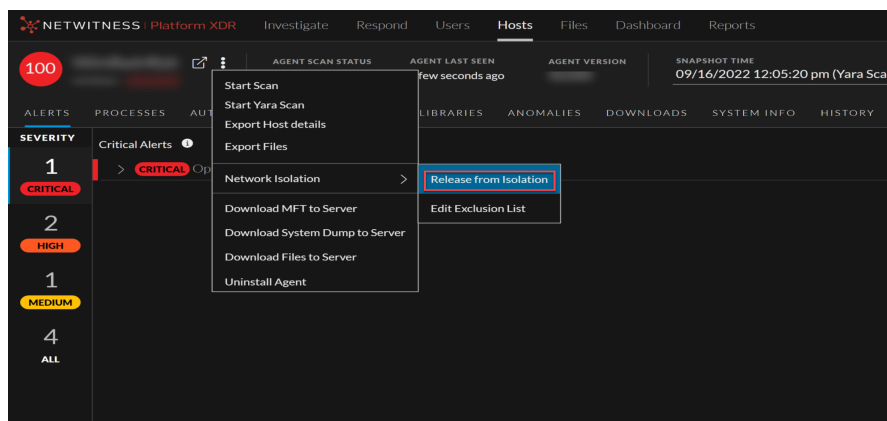 NETWITNESS | Platform XDR Investigate Respond Users Hosts Files Dashboard Reports
100 AGENT SCAN STATUS AGENT LAST SEEN AGENT VERSION SNAPSHOT TIME
few seconds ago 09/16/2022 12:05:20 pm (Yara Sca
ALERTS PROCESSES AUT LIBRARIES ANOMALIES DOWNLOADS SYSTEM INFO HISTORY
Start Scan
Start Yara Scan
Export Host details
Export Files
Network Isolation >
Download MFT to Server
Download System Dump to Server
Download Files to Server
Uninstall Agent
Release from Isolation
Edit Exclusion List
SEVERITY
1
CRITICAL
2
HIGH
1
MEDIUM
4
ALL
Critical Alerts
> CRITICAL Op